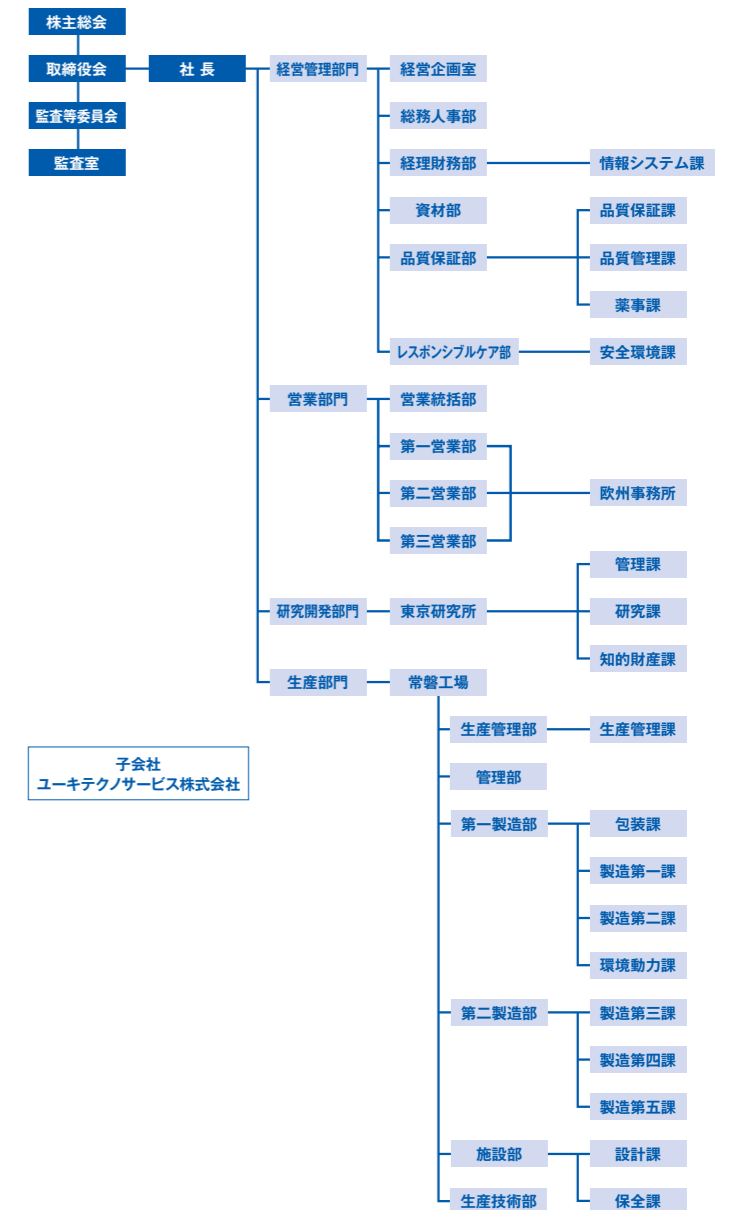 株主総会
取締役会
社 長
経営管理部門
経営企画室
監査等委員会
総務人事部
監査室
経理財務部
情報システム課
資材部
品質保証課
品質保証部
品質管理課
薬事課
レスポンシブルケア部
安全環境課
営業部門
営業統括部
第一営業部
第二営業部
欧州事務所
第三営業部
管理課
研究開発部門
東京研究所
研究課
知的財産課
生産部門
常磐工場
生産管理部
生産管理課
子会社
ユーキテクノサービス株式会社
管理部
第一製造部
包装課
製造第一課
製造第二課
環境動力課
第二製造部
製造第三課
製造第四課
製造第五課
施設部
設計課
生産技術部
保全課